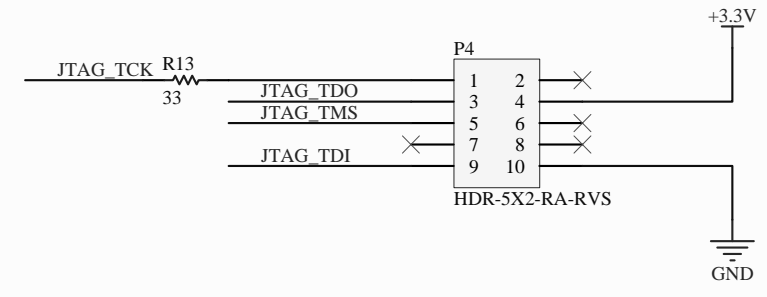 +3.3V
P4
JTAG_TCK R13
33
1 2
JTAG_TDO
3 4
JTAG_TMS
5 6
7 8
JTAG_TDI
9 10
HDR-5X2-RA-RVS
GND